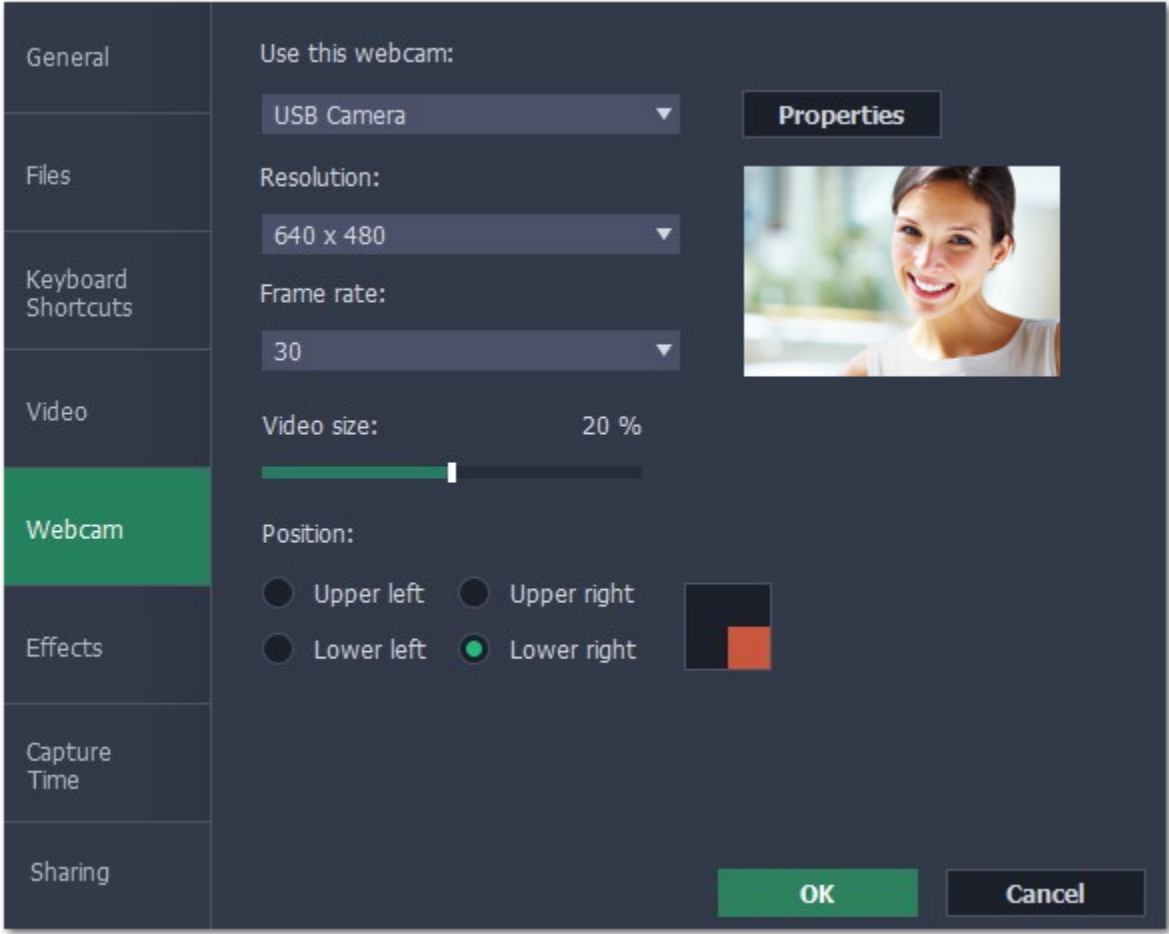 General
Files
Keyboard
Shortcuts
Video
Webcam
Effects
Capture
Time
Sharing
Use this webcam:
USB Camera
Properties
Resolution:
640 x 480
Frame rate:
30
Video size: 20 %
Position:
Upper left Upper right
Lower left Lower right
OK Cancel